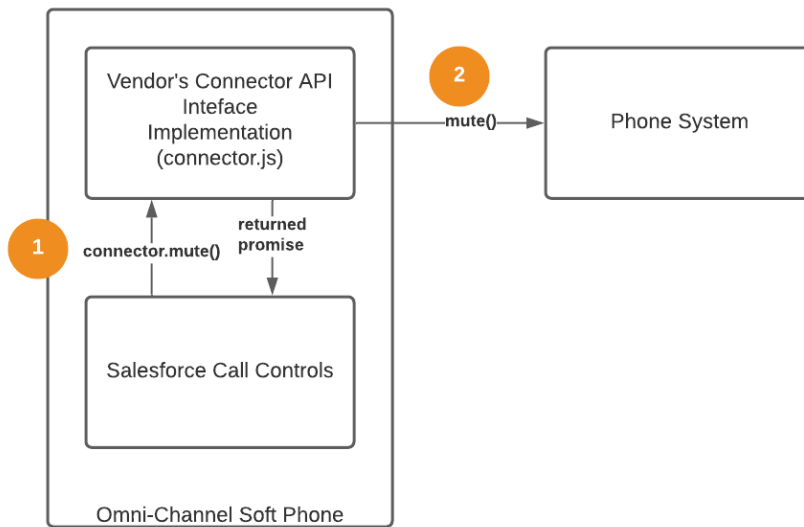 Vendor's Connector API
Inteface
Implementation
(connector.js)
2
mute()
Phone System
1
connector.mute()
returned
promise
Salesforce Call Controls
Omni-Channel Soft Phone